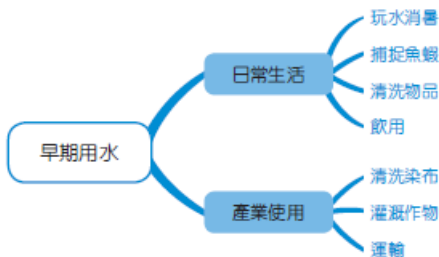 早期用水
日常生活
玩水消暑
捕捉魚蝦
清洗物品
飲用
產業使用
清洗染布
灌溉作物
運輸